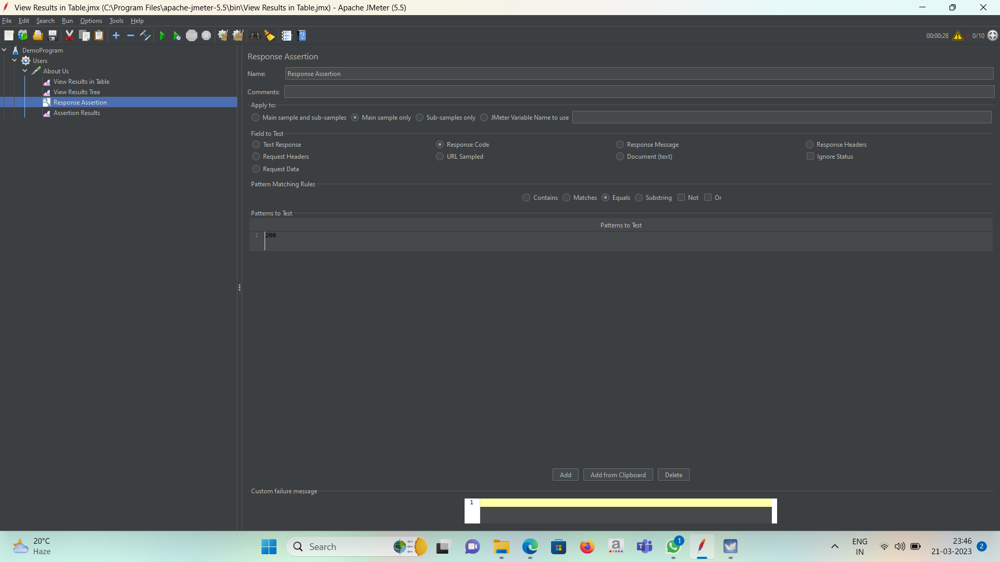 View Results in Table.jmx (C:\Program Files\apache-jmeter-5.5\bin\View Results in Table.jmx) - Apache JMeter (5.5)
File Edit Search Run Options Tools Help
00:00:28 2 0/10
DemoProgram
Users
About Us
View Results in Table
View Results Tree
Response Assertion
Assertion Results
Response Assertion
Name: Response Assertion
Comments:
Apply to:
Main sample and sub-samples Main sample only Sub-samples only JMeter Variable Name to use
Field to Test
Text Response Response Code Response Message Response Headers
Request Headers URL Sampled Document (text) Ignore Status
Request Data
Pattern Matching Rules
Contains Matches Equals Substring Not Or
Patterns to Test
Patterns to Test
1 200
Add Add from Clipboard Delete
Custom failure message
1
20°C
Haze
Search
a
1
ENG
IN
23:46
21-03-2023
2